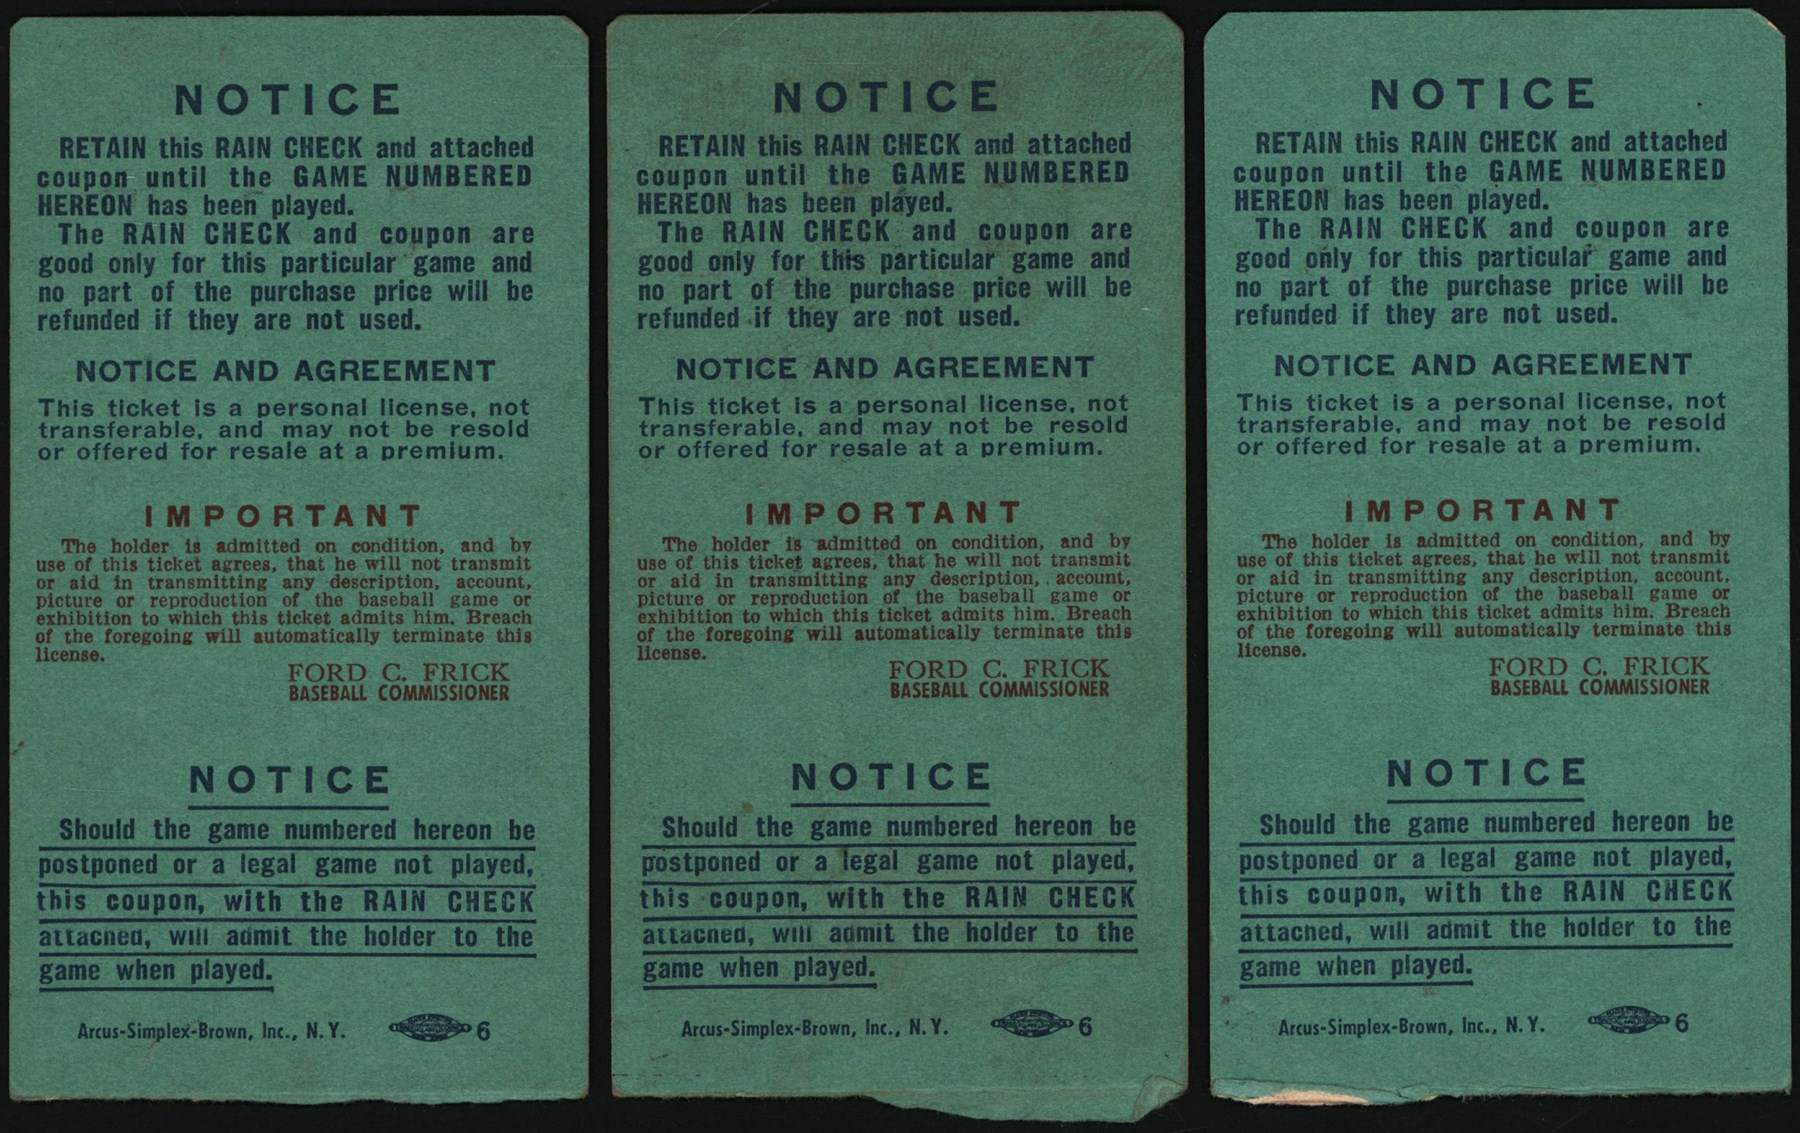 NOTICE
RETAIN this RAIN CHECK and attached
coupon until the GAME NUMBERED
HEREON has been played.
The RAIN CHECK and coupon are
good only for this particular game and
no part of the purchase price will be
refunded if they are not used.
NOTICE AND AGREEMENT
This ticket is a personal license, not
transferable, and may not be resold
or offered for resale at a premium.
IMPORTANT
The holder is admitted on condition, and by
use of this ticket agrees, that he will not transmit
or aid in transmitting any description, account,
picture or reproduction of the baseball game or
exhibition to which this ticket admits him. Breach
of the foregoing will automatically terminate this
license.
FORD C. FRICK
BASEBALL COMMISSIONER
NOTICE
Should the game numbered hereon be
postponed or a legal game not played,
this coupon, with the RAIN CHECK
attached, will admit the holder to the
game when played.
Arcus-Simplex-Brown, Inc., N. Y. 6
NOTICE
RETAIN this RAIN CHECK and attached
coupon until the GAME NUMBERED
HEREON has been played.
The RAIN CHECK and coupon are
good only for this particular game and
no part of the purchase price will be
refunded if they are not used.
NOTICE AND AGREEMENT
This ticket is a personal license, not
transferable, and may not be resold
or offered for resale at a premium.
IMPORTANT
The holder is admitted on condition, and by
use of this ticket agrees, that he will not transmit
or aid in transmitting any description, account,
picture or reproduction of the baseball game or
exhibition to which this ticket admits him. Breach
of the foregoing will automatically terminate this
license.
FORD C. FRICK
BASEBALL COMMISSIONER
NOTICE
Should the game numbered hereon be
postponed or a legal game not played,
this coupon, with the RAIN CHECK
attached, will admit the holder to the
game when played.
Arcus-Simplex-Brown, Inc., N. Y. 6
NOTICE
RETAIN this RAIN CHECK and attached
coupon until the GAME NUMBERED
HEREON has been played.
The RAIN CHECK and coupon are
good only for this particular game and
no part of the purchase price will be
refunded if they are not used.
NOTICE AND AGREEMENT
This ticket is a personal license, not
transferable, and may not be resold
or offered for resale at a premium.
IMPORTANT
The holder is admitted on condition, and by
use of this ticket agrees, that he will not transmit
or aid in transmitting any description, account,
picture or reproduction of the baseball game or
exhibition to which this ticket admits him. Breach
of the foregoing will automatically terminate this
license.
FORD C. FRICK
BASEBALL COMMISSIONER
NOTICE
Should the game numbered hereon be
postponed or a legal game not played,
this coupon, with the RAIN CHECK
attached, will admit the holder to the
game when played.
Arcus-Simplex-Brown, Inc., N. Y. 6